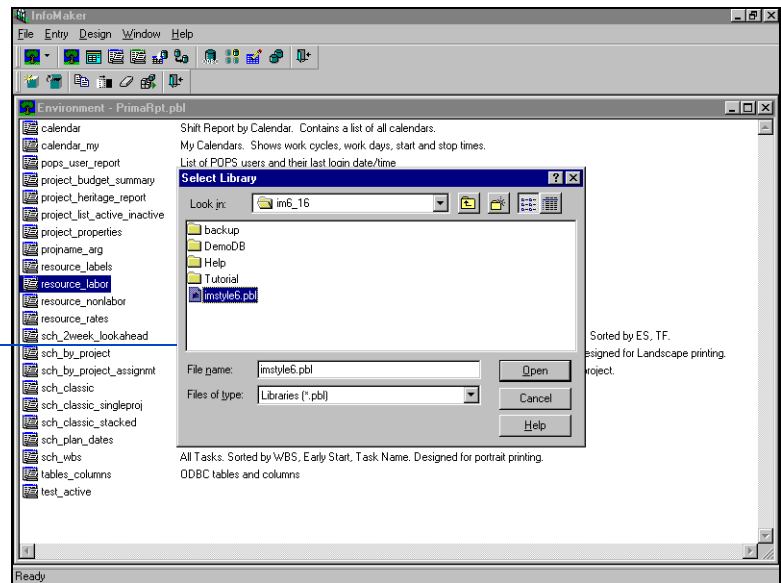 InfoMaker
File Entry Design Window Help
Environment - PrimaRpt.pbl
calendar Shift Report by Calendar. Contains a list of all calendars.
calendar_my My Calendars. Shows work cycles, work days, start and stop times.
pops_user_report List of POPS users and their last login date/time
project_budget_summary
project_heritage_report
project_list_active_inactive
project_properties
projname_arg
resource_labels
resource_labor
resource_nonlabor
resource_rates
sch_2week_lookahead Sorted by ES, TF.
sch_by_project esigned for Landscape printing.
sch_by_project_assignmt roject.
sch_classic
sch_classic_singleproj
sch_classic_stacked
sch_plan_dates
sch_wbs All Tasks. Sorted by WBS, Early Start, Task Name. Designed for portrait printing.
tables_columns ODBC tables and columns
test_active
Select Library
Look in: im6_16
backup
DemoDB
Help
Tutorial
imstyle6.pbl
File name: imstyle6.pbl Open
Files of type: Libraries (*.pbl) Cancel
Help
Ready